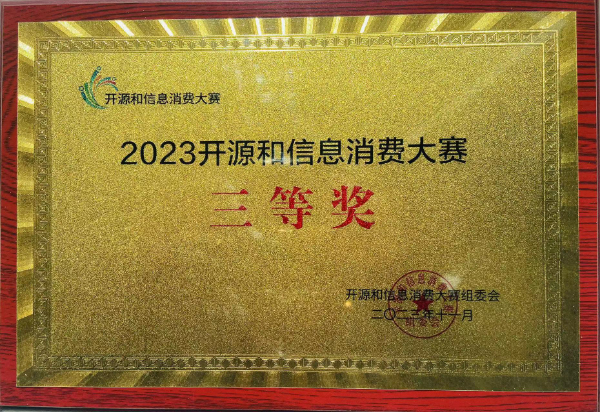 开源和信息消费大赛
2023开源和信息消费大赛
三等奖
开源和信息消费大赛组委会
二〇二三年十一月